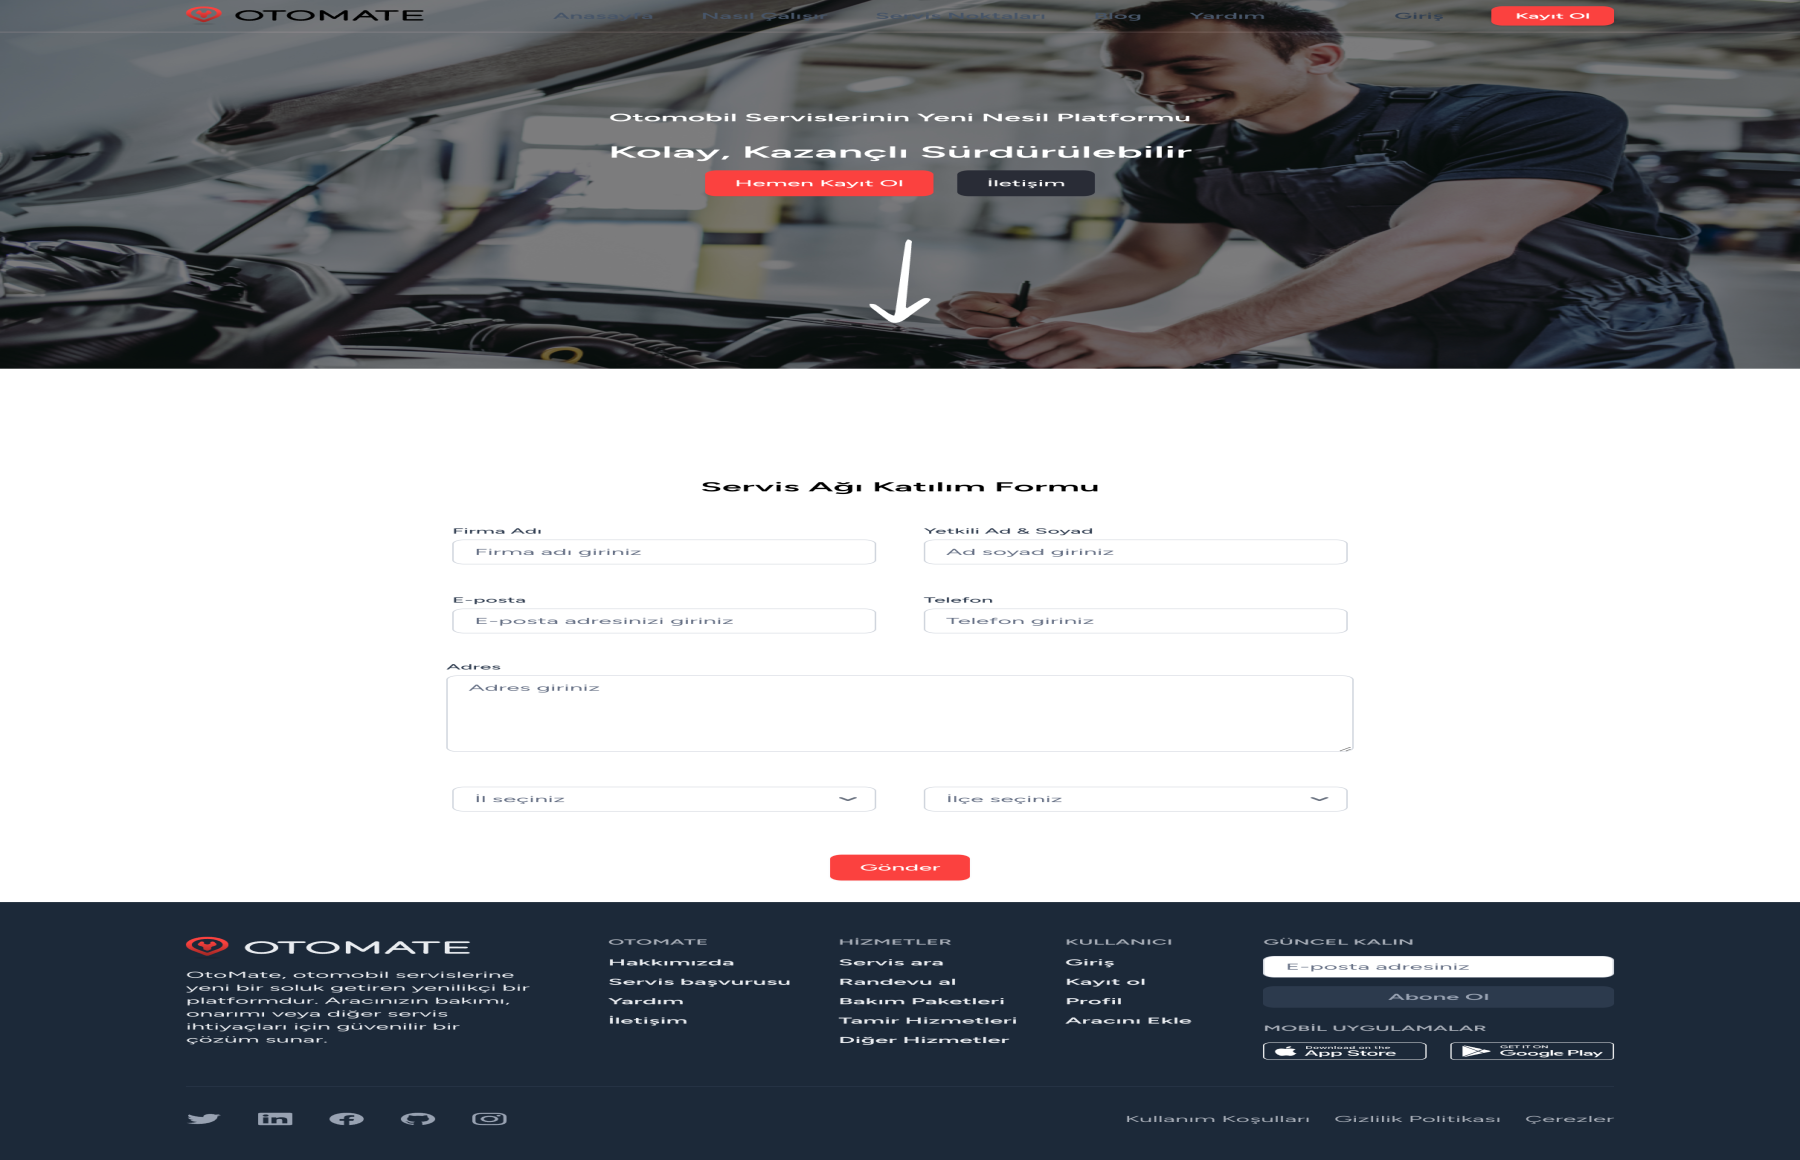 OTOMATE
Anasayfa Nasıl Çalışır Servis Noktaları Blog Yardım Giriş Kayıt Ol
Otomobil Servislerinin Yeni Nesil Platformu
Kolay, Kazançlı Sürdürülebilir
Hemen Kayıt Ol İletişim
Servis Ağı Katılım Formu
Firma Adı Yetkili Ad & Soyad
Firma adı giriniz Ad soyad giriniz
E-posta Telefon
E-posta adresinizi giriniz Telefon giriniz
Adres
Adres giriniz
İl seçiniz İlçe seçiniz
Gönder
OTOMATE
OtoMate, otomobil servislerine
yeni bir soluk getiren yenilikçi bir
platformdur. Aracınızın bakımı,
onarımı veya diğer servis
ihtiyaçları için güvenilir bir
çözüm sunar.
OTOMATE
Hakkımızda
Servis başvurusu
Yardım
İletişim
HİZMETLER
Servis ara
Randevu al
Bakım Paketleri
Tamir Hizmetleri
Diğer Hizmetler
KULLANICI
Giriş
Kayıt ol
Profil
Aracını Ekle
GÜNCEL KALIN
E-posta adresiniz
Abone Ol
MOBİL UYGULAMALAR
Download on the
App Store
GET IT ON
Google Play
Kullanım Koşulları Gizlilik Politikası Çerezler